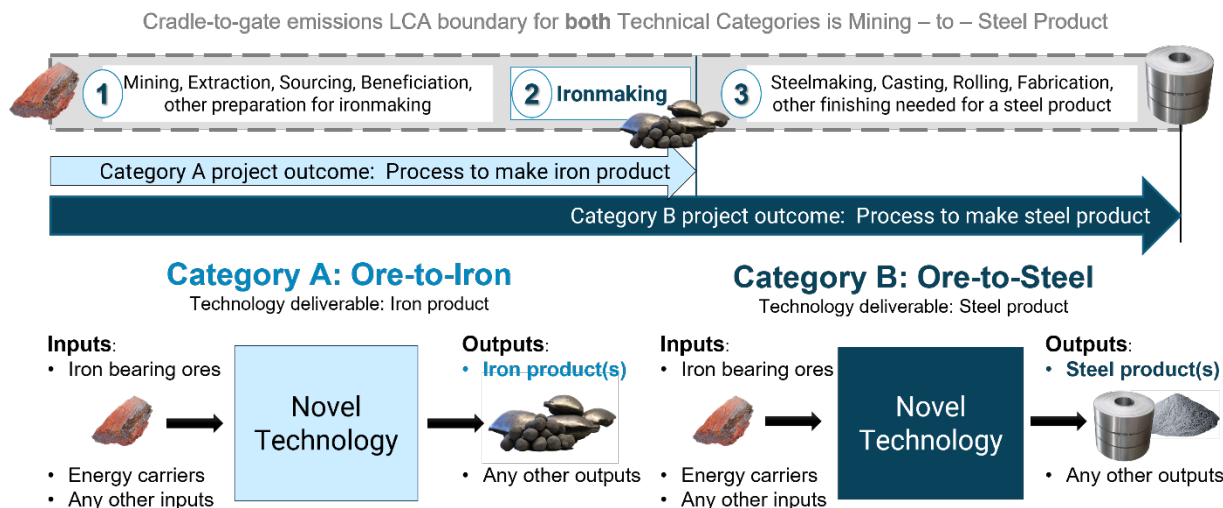 Cradle-to-gate emissions LCA boundary for both Technical Categories is Mining – to – Steel Product
1
Mining, Extraction, Sourcing, Beneficiation,
other preparation for ironmaking
2
Ironmaking
3
Steelmaking, Casting, Rolling, Fabrication,
other finishing needed for a steel product
Category A project outcome: Process to make iron product
Category B project outcome: Process to make steel product
Category A: Ore-to-Iron
Technology deliverable: Iron product
Inputs:
• Iron bearing ores
• Energy carriers
• Any other inputs
Novel
Technology
Outputs:
• Iron product(s)
• Any other outputs
Category B: Ore-to-Steel
Technology deliverable: Steel product
Inputs:
• Iron bearing ores
• Energy carriers
• Any other inputs
Novel
Technology
Outputs:
• Steel product(s)
• Any other outputs